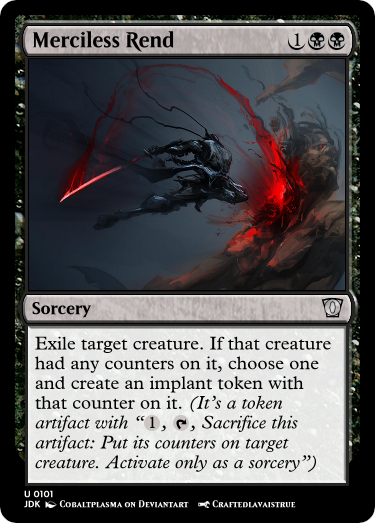 Merciless Rend 1
Sorcery
Exile target creature. If that creature
had any counters on it, choose one
and create an implant token with
that counter on it. (It's a token
artifact with “1, , Sacrifice this
artifact: Put its counters on target
creature. Activate only as a sorcery”)
U 0101
JDK Cobaltplasma on Deviantart Craftedlavaistrue